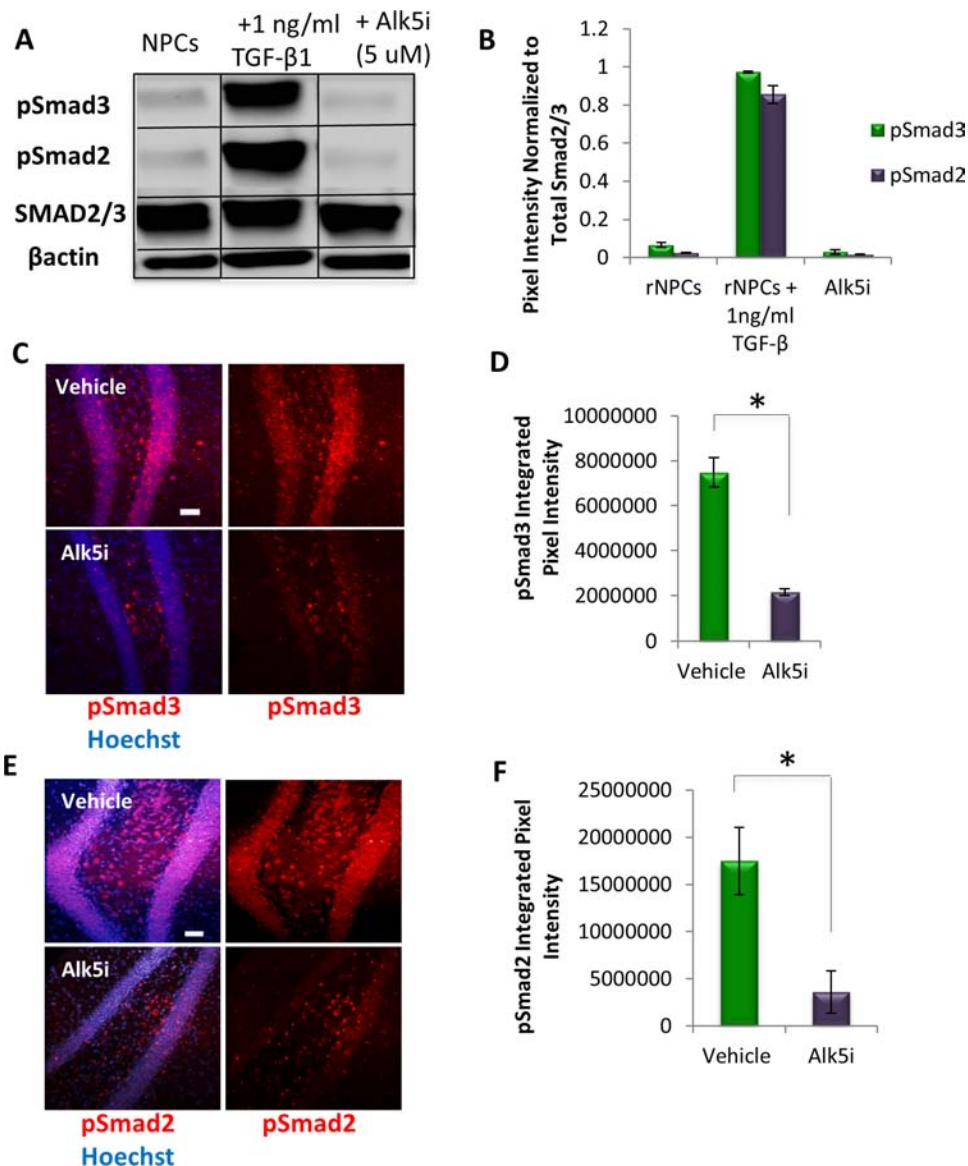 A
NPCs
+1 ng/ml
TGF-β1
+ Alk5i
(5 uM)
pSmad3
pSmad2
SMAD2/3
βactin
B
Pixel Intensity Normalized to
Total Smad2/3
1
0.8
0.6
0.4
0.2
0
rNPCs
rNPCs +
1ng/ml
TGF-β
Alk5i
pSmad3
pSmad2
C
Vehicle
Alk5i
pSmad3
Hoechst
pSmad3
D
pSmad3 Integrated
Pixel Intensity
10000000
8000000
6000000
4000000
2000000
0
*
Vehicle
Alk5i
E
Vehicle
Alk5i
pSmad2
Hoechst
pSmad2
F
pSmad2 Integrated Pixel
Intensity
25000000
20000000
15000000
10000000
5000000
0
*
Vehicle
Alk5i